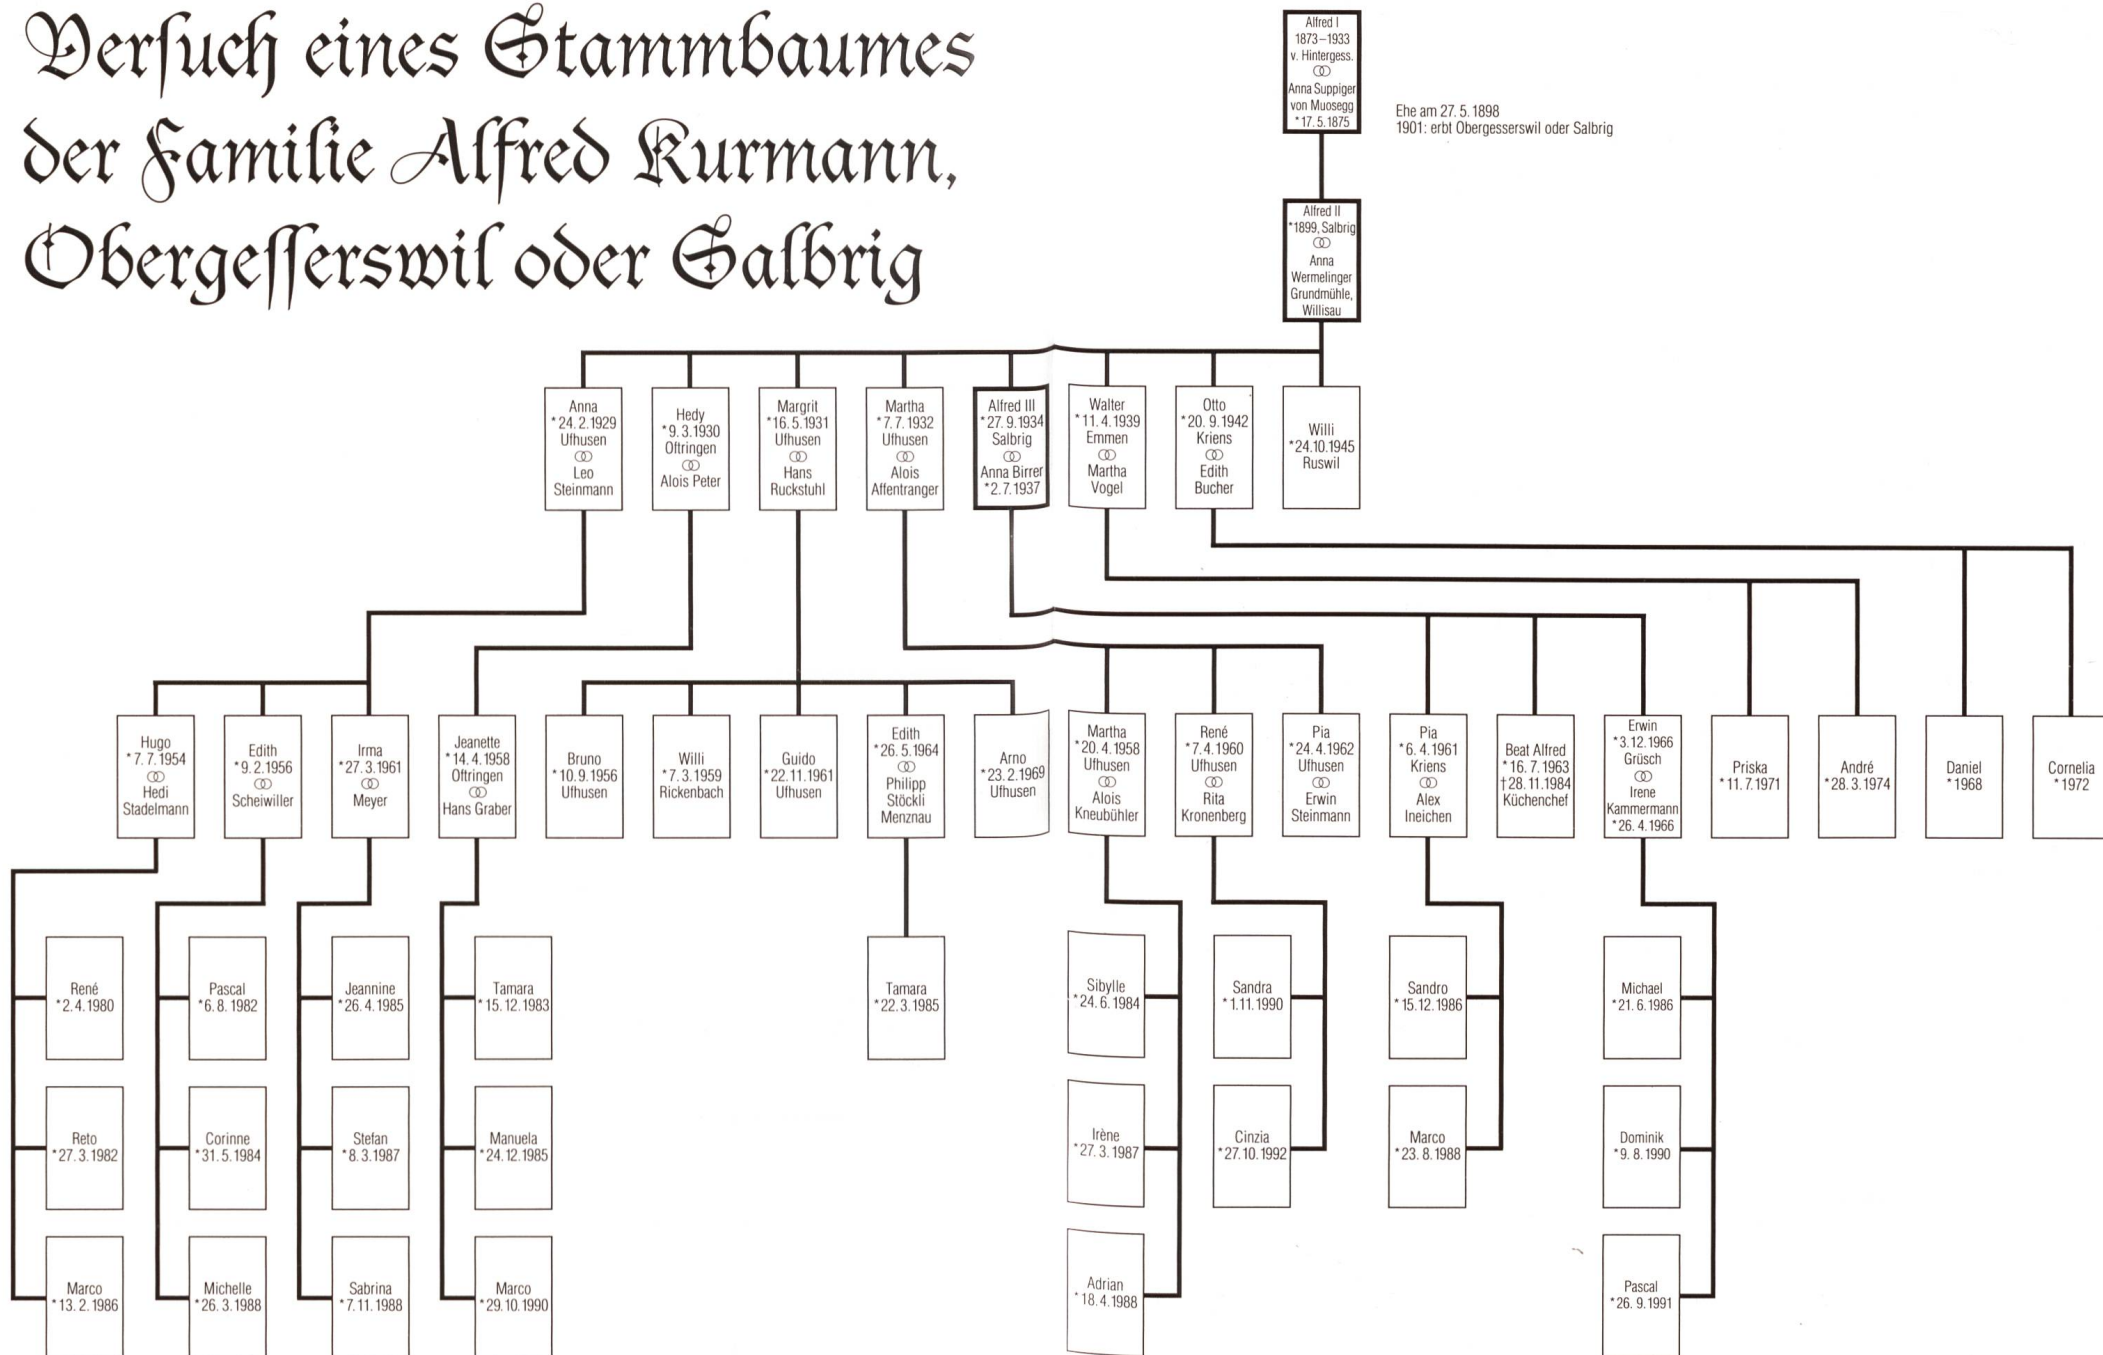 Versuch eines Stammbaumes
der Familie Alfred Kurmann,
Obergesserswil oder Salbrig
Alfred I
1873–1933
v. Hintergess.
⚭
Anna Suppiger
von Muosegg
*17.5.1875
Ehe am 27.5.1898
1901: erbt Obergesserswil oder Salbrig
Alfred II
*1899, Salbrig
⚭
Anna
Wermelinger
Grundmühle,
Willisau
Anna
*24.2.1929
Ufhusen
⚭
Leo
Steinmann
Hedy
*9.3.1930
Oftringen
⚭
Alois Peter
Margrit
*16.5.1931
Ufhusen
⚭
Hans
Ruckstuhl
Martha
*7.7.1932
Ufhusen
⚭
Alois
Affentranger
Alfred III
*27.9.1934
Salbrig
⚭
Anna Birrer
*2.7.1937
Walter
*11.4.1939
Emmen
⚭
Martha
Vogel
Otto
*20.9.1942
Kriens
⚭
Edith
Bucher
Willi
*24.10.1945
Ruswil
Hugo
*7.7.1954
⚭
Hedi
Stadelmann
Edith
*9.2.1956
⚭
Scheiwiller
Irma
*27.3.1961
⚭
Meyer
Jeanette
*14.4.1958
Oftringen
⚭
Hans Graber
Bruno
*10.9.1956
Ufhusen
Willi
*7.3.1959
Rickenbach
Guido
*22.11.1961
Ufhusen
Edith
*26.5.1964
⚭
Philipp
Stöckli
Menznau
Arno
*23.2.1969
Ufhusen
Martha
*20.4.1958
Ufhusen
⚭
Alois
Kneubühler
René
*7.4.1960
Ufhusen
⚭
Rita
Kronenberg
Pia
*24.4.1962
Ufhusen
⚭
Erwin
Steinmann
Pia
*6.4.1961
Kriens
⚭
Alex
Ineichen
Beat Alfred
*16.7.1963
†28.11.1984
Küchenchef
Erwin
*3.12.1966
Grüsch
⚭
Irene
Kammermann
*26.4.1966
Priska
*11.7.1971
André
*28.3.1974
Daniel
*1968
Cornelia
*1972
René
*2.4.1980
Pascal
*6.8.1982
Jeannine
*26.4.1985
Tamara
*15.12.1983
Tamara
*22.3.1985
Sibylle
*24.6.1984
Sandra
*1.11.1990
Sandro
*15.12.1986
Michael
*21.6.1986
Reto
*27.3.1982
Corinne
*31.5.1984
Stefan
*8.3.1987
Manuela
*24.12.1985
Irène
*27.3.1987
Cinzia
*27.10.1992
Marco
*23.8.1988
Dominik
*9.8.1990
Marco
*13.2.1986
Michelle
*26.3.1988
Sabrina
*7.11.1988
Marco
*29.10.1990
Adrian
*18.4.1988
Pascal
*26.9.1991